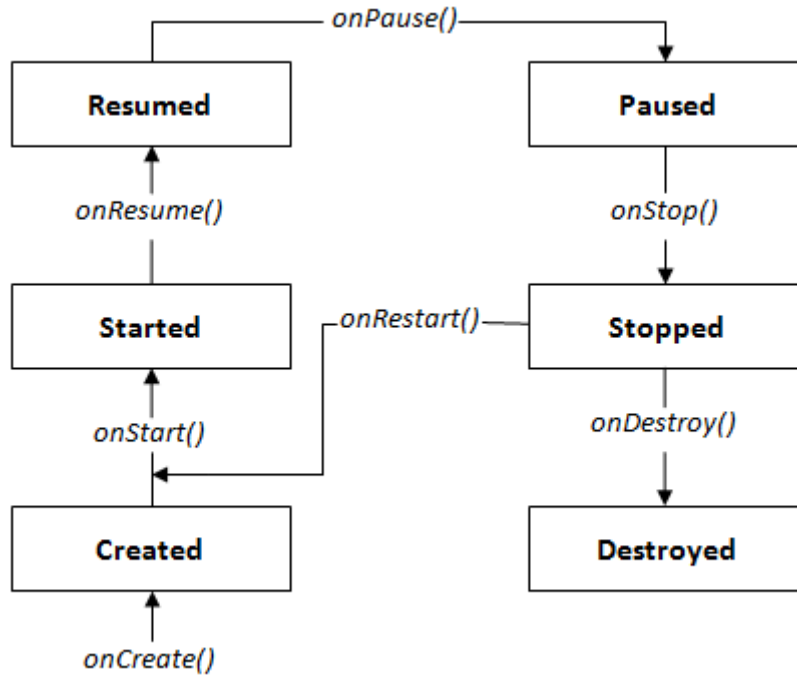 onPause()
Resumed
Paused
onResume()
onStop()
Started
onRestart()
Stopped
onStart()
onDestroy()
Created
Destroyed
onCreate()